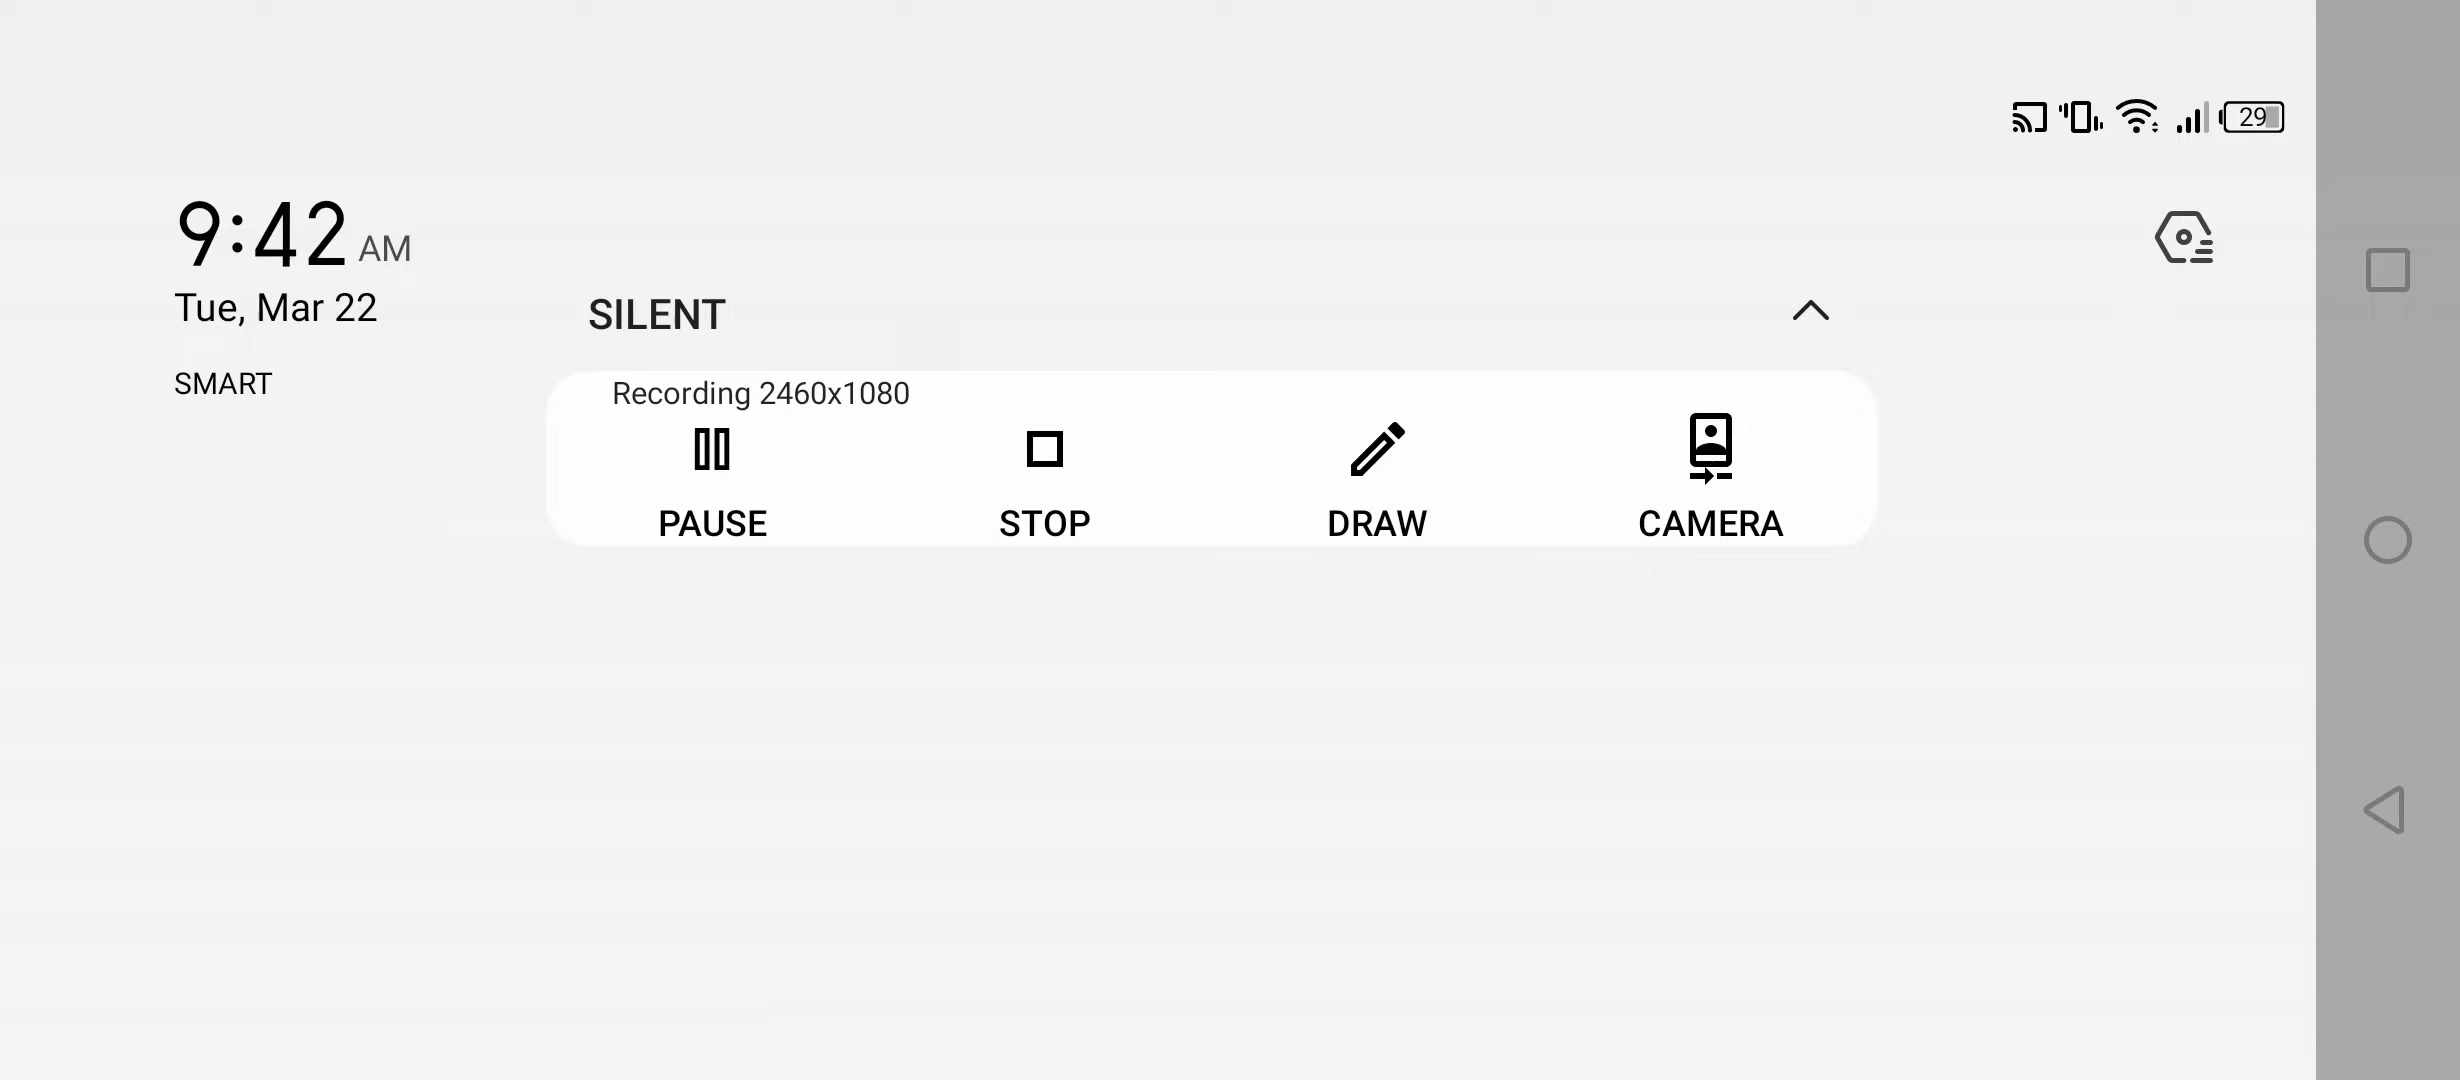 29
9:42 AM
Tue, Mar 22
SMART
SILENT
Recording 2460x1080
PAUSE STOP DRAW CAMERA